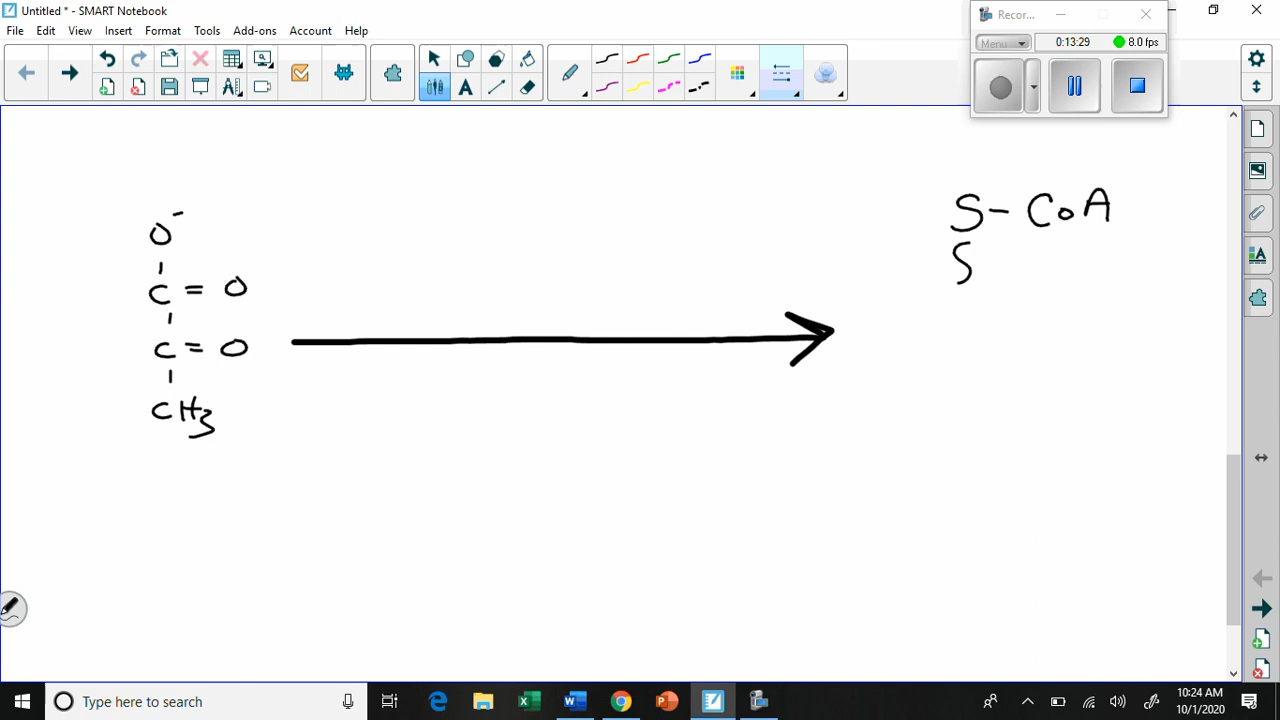 Untitled * - SMART Notebook
File Edit View Insert Format Tools Add-ons Account Help
Recor...
Menu 0:13:29 8.0 fps
A
A
O-
C = O
C = O
CH3
S - CoA
S
Type here to search
10:24 AM
10/1/2020